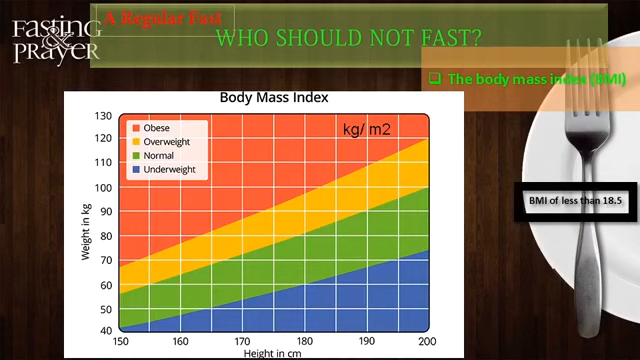 Fasting
&
Prayer
A Regular Fast
WHO SHOULD NOT FAST?
❑ The body mass index (BMI)
Body Mass Index
kg/ m2
Obese
Overweight
Normal
Underweight
130
120
110
100
90
80
70
60
50
40
Weight in kg
150
160
170
180
190
200
Height in cm
BMI of less than 18.5